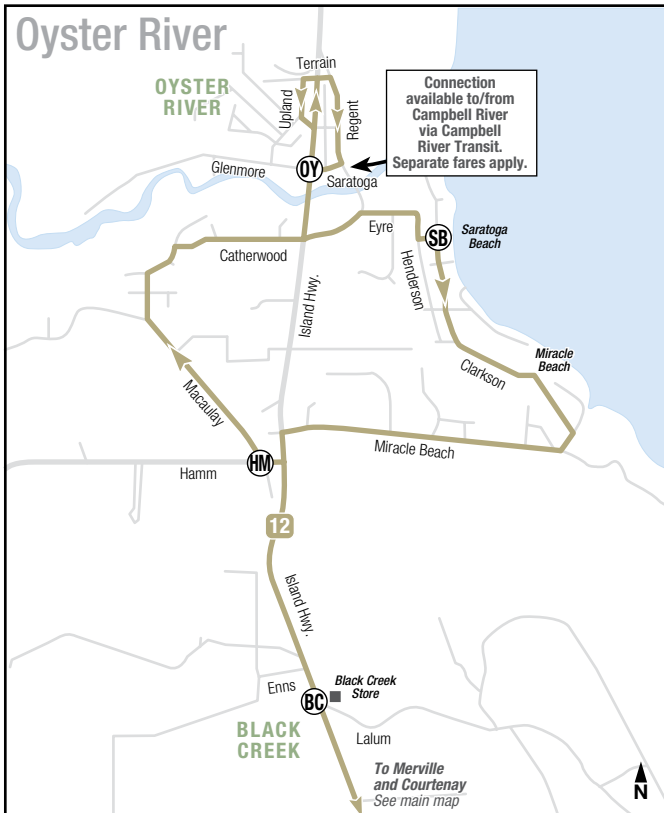 Oyster River
OYSTER
RIVER
Terrain
Upland
Regent
Connection
available to/from
Campbell River
via Campbell
River Transit.
Separate fares apply.
Glenmore
OY
Saratoga
Eyre
SB
Saratoga
Beach
Catherwood
Henderson
Island Hwy.
Miracle
Beach
Clarkson
Macaulay
Miracle Beach
HM
Hamm
12
Island Hwy.
Enns
BC
Black Creek
Store
BLACK
CREEK
Lalum
To Merville
and Courtenay
See main map
N